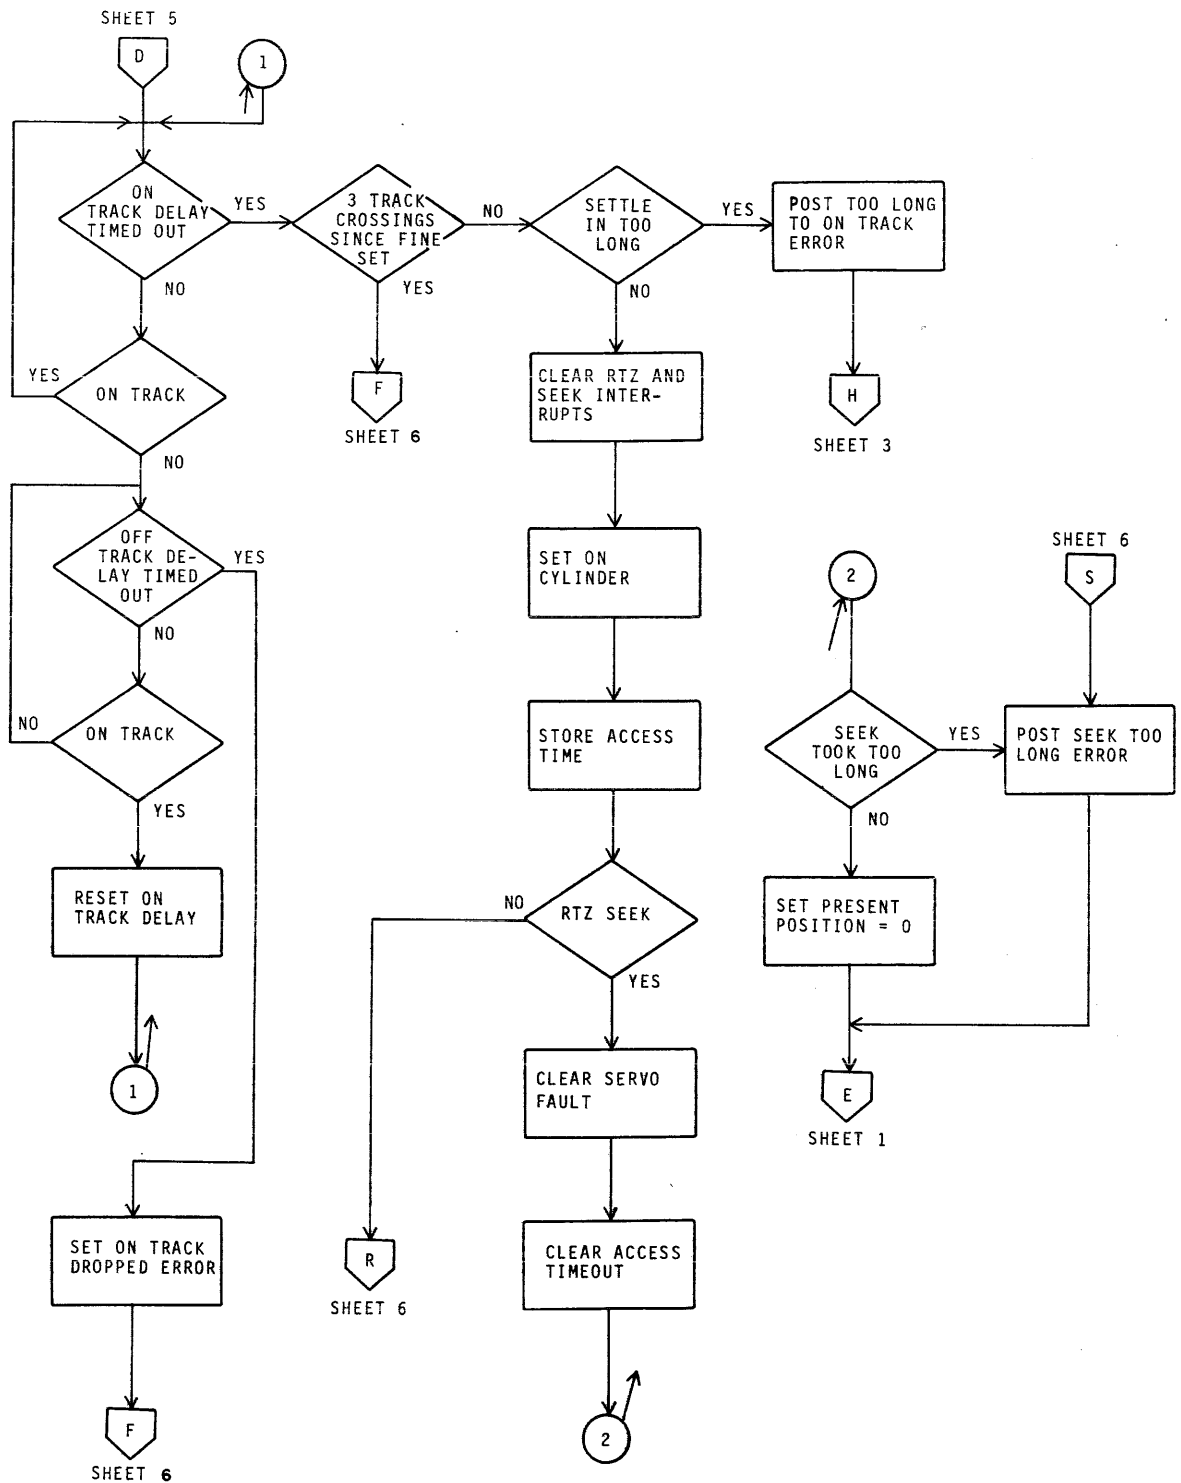 SHEET 5
D
1
ON
TRACK DELAY
TIMED OUT
YES
NO
3 TRACK
CROSSINGS
SINCE FINE
SET
NO
YES
SETTLE
IN TOO
LONG
YES
NO
POST TOO LONG
TO ON TRACK
ERROR
F
SHEET 6
H
SHEET 3
YES
ON TRACK
NO
CLEAR RTZ AND
SEEK INTER-
RUPTS
OFF
TRACK DE-
LAY TIMED
OUT
YES
NO
SET ON
CYLINDER
2
SHEET 6
S
NO
ON TRACK
YES
STORE ACCESS
TIME
SEEK
TOOK TOO
LONG
YES
NO
POST SEEK TOO
LONG ERROR
RESET ON
TRACK DELAY
NO
RTZ SEEK
YES
SET PRESENT
POSITION = 0
1
CLEAR SERVO
FAULT
E
SHEET 1
SET ON TRACK
DROPPED ERROR
R
SHEET 6
CLEAR ACCESS
TIMEOUT
F
SHEET 6
2